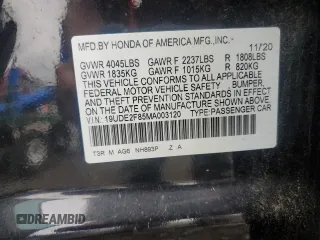 MFD.BY HONDA OF AMERICA MFG.,INC. 11/20
GVWR 4045LBS GAWR F 2237LBS R 1808LBS
GVWR 1835KG GAWR F 1015KG R 820KG
THIS VEHICLE CONFORMS TO ALL APPLICABLE
FEDERAL MOTOR VEHICLE SAFETY, BUMPER,
AND THEFT PREVENTION STANDARDS IN EFFECT ON
THE DATE OF MANUFACTURE SHOWN ABOVE.
V.I.N: 19UDE2F85MA003120 TYPE:PASSENGER CAR
T3R M AG6 NH893P Z A
DREAMBID